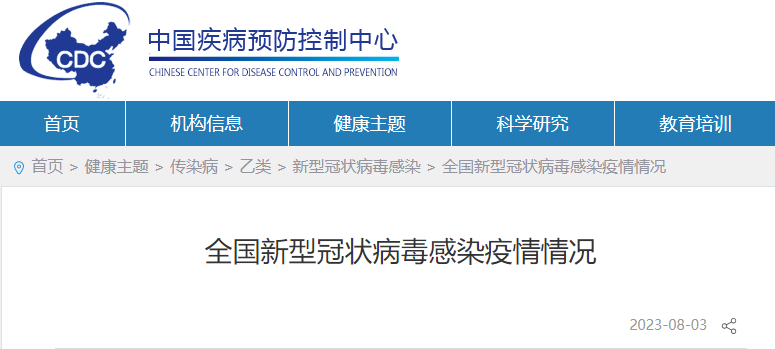 CDC
中国疾病预防控制中心
CHINESE CENTER FOR DISEASE CONTROL AND PREVENTION
首页 机构信息 健康主题 科学研究 教育培训
首页 > 健康主题 > 传染病 > 乙类 > 新型冠状病毒感染 > 全国新型冠状病毒感染疫情情况
全国新型冠状病毒感染疫情情况
2023-08-03